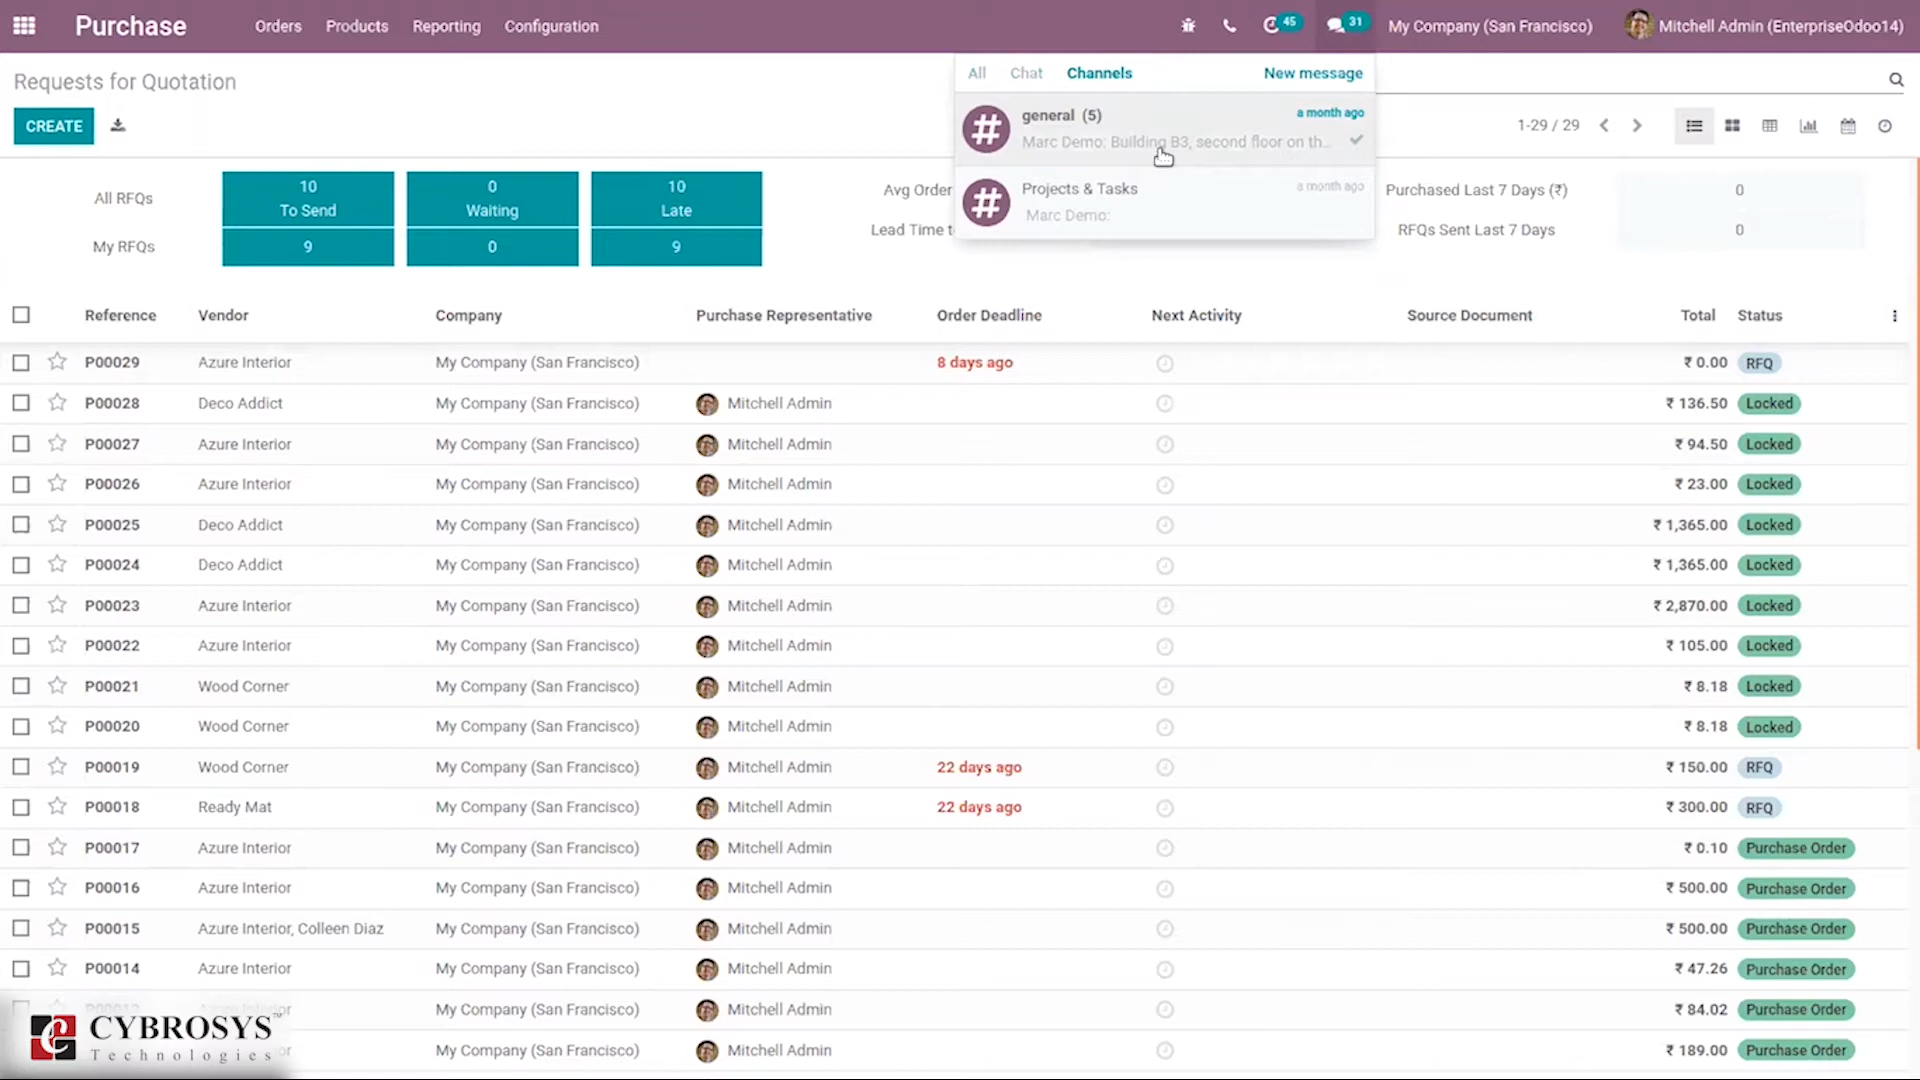 Purchase Orders Products Reporting Configuration 45 31 My Company (San Francisco) Mitchell Admin (EnterpriseOdoo14)
Requests for Quotation
All Chat Channels New message
CREATE
general (5) a month ago
Marc Demo: Building B3, second floor on th...
Projects & Tasks a month ago
Marc Demo:
1-29 / 29
All RFQs 10 To Send 0 Waiting 10 Late
My RFQs 9 0 9
Avg Order Purchased Last 7 Days (₹) 0
Lead Time t RFQs Sent Last 7 Days 0
Reference Vendor Company Purchase Representative Order Deadline Next Activity Source Document Total Status
P00029 Azure Interior My Company (San Francisco) 8 days ago ₹ 0.00 RFQ
P00028 Deco Addict My Company (San Francisco) Mitchell Admin ₹ 136.50 Locked
P00027 Azure Interior My Company (San Francisco) Mitchell Admin ₹ 94.50 Locked
P00026 Azure Interior My Company (San Francisco) Mitchell Admin ₹ 23.00 Locked
P00025 Deco Addict My Company (San Francisco) Mitchell Admin ₹ 1,365.00 Locked
P00024 Deco Addict My Company (San Francisco) Mitchell Admin ₹ 1,365.00 Locked
P00023 Azure Interior My Company (San Francisco) Mitchell Admin ₹ 2,870.00 Locked
P00022 Azure Interior My Company (San Francisco) Mitchell Admin ₹ 105.00 Locked
P00021 Wood Corner My Company (San Francisco) Mitchell Admin ₹ 8.18 Locked
P00020 Wood Corner My Company (San Francisco) Mitchell Admin ₹ 8.18 Locked
P00019 Wood Corner My Company (San Francisco) Mitchell Admin 22 days ago ₹ 150.00 RFQ
P00018 Ready Mat My Company (San Francisco) Mitchell Admin 22 days ago ₹ 300.00 RFQ
P00017 Azure Interior My Company (San Francisco) Mitchell Admin ₹ 0.10 Purchase Order
P00016 Azure Interior My Company (San Francisco) Mitchell Admin ₹ 500.00 Purchase Order
P00015 Azure Interior, Colleen Diaz My Company (San Francisco) Mitchell Admin ₹ 500.00 Purchase Order
P00014 Azure Interior My Company (San Francisco) Mitchell Admin ₹ 47.26 Purchase Order
My Company (San Francisco) Mitchell Admin ₹ 84.02 Purchase Order
My Company (San Francisco) Mitchell Admin ₹ 189.00 Purchase Order
CYBROSYS™
Technologies